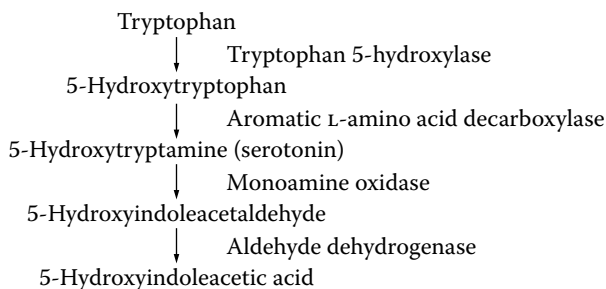 Tryptophan
Tryptophan 5-hydroxylase
5-Hydroxytryptophan
Aromatic ʟ-amino acid decarboxylase
5-Hydroxytryptamine (serotonin)
Monoamine oxidase
5-Hydroxyindoleacetaldehyde
Aldehyde dehydrogenase
5-Hydroxyindoleacetic acid